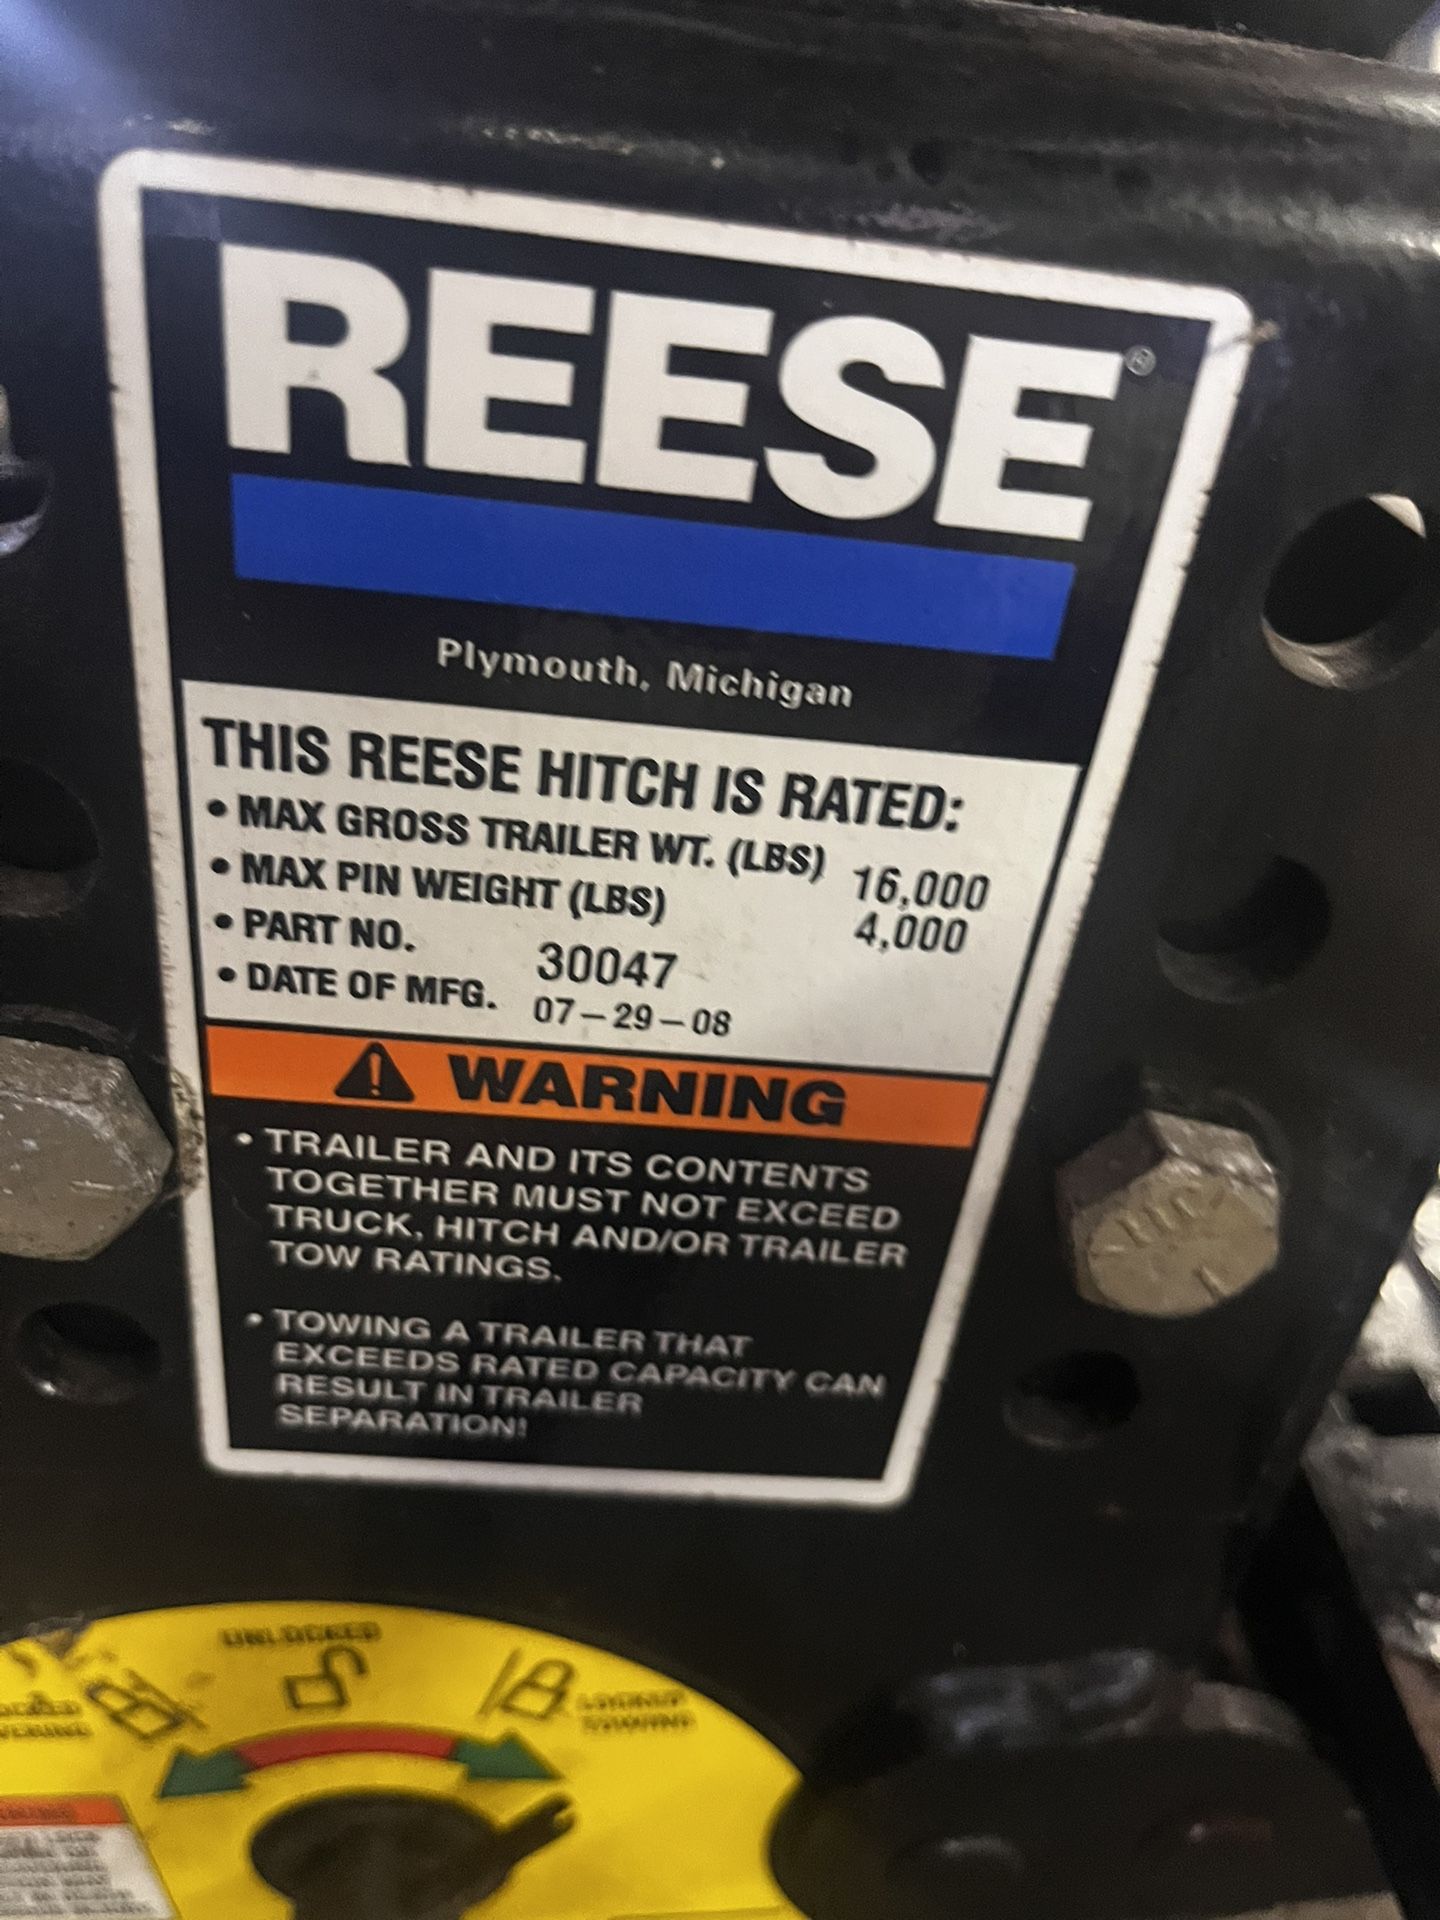 REESE®
Plymouth, Michigan
THIS REESE HITCH IS RATED:
• MAX GROSS TRAILER WT. (LBS) 16,000
• MAX PIN WEIGHT (LBS) 4,000
• PART NO. 30047
• DATE OF MFG. 07-29-08
WARNING
• TRAILER AND ITS CONTENTS
TOGETHER MUST NOT EXCEED
TRUCK, HITCH AND/OR TRAILER
TOW RATINGS.
• TOWING A TRAILER THAT
EXCEEDS RATED CAPACITY CAN
RESULT IN TRAILER
SEPARATION!
UNLOCKED
LOCKED
TOWING